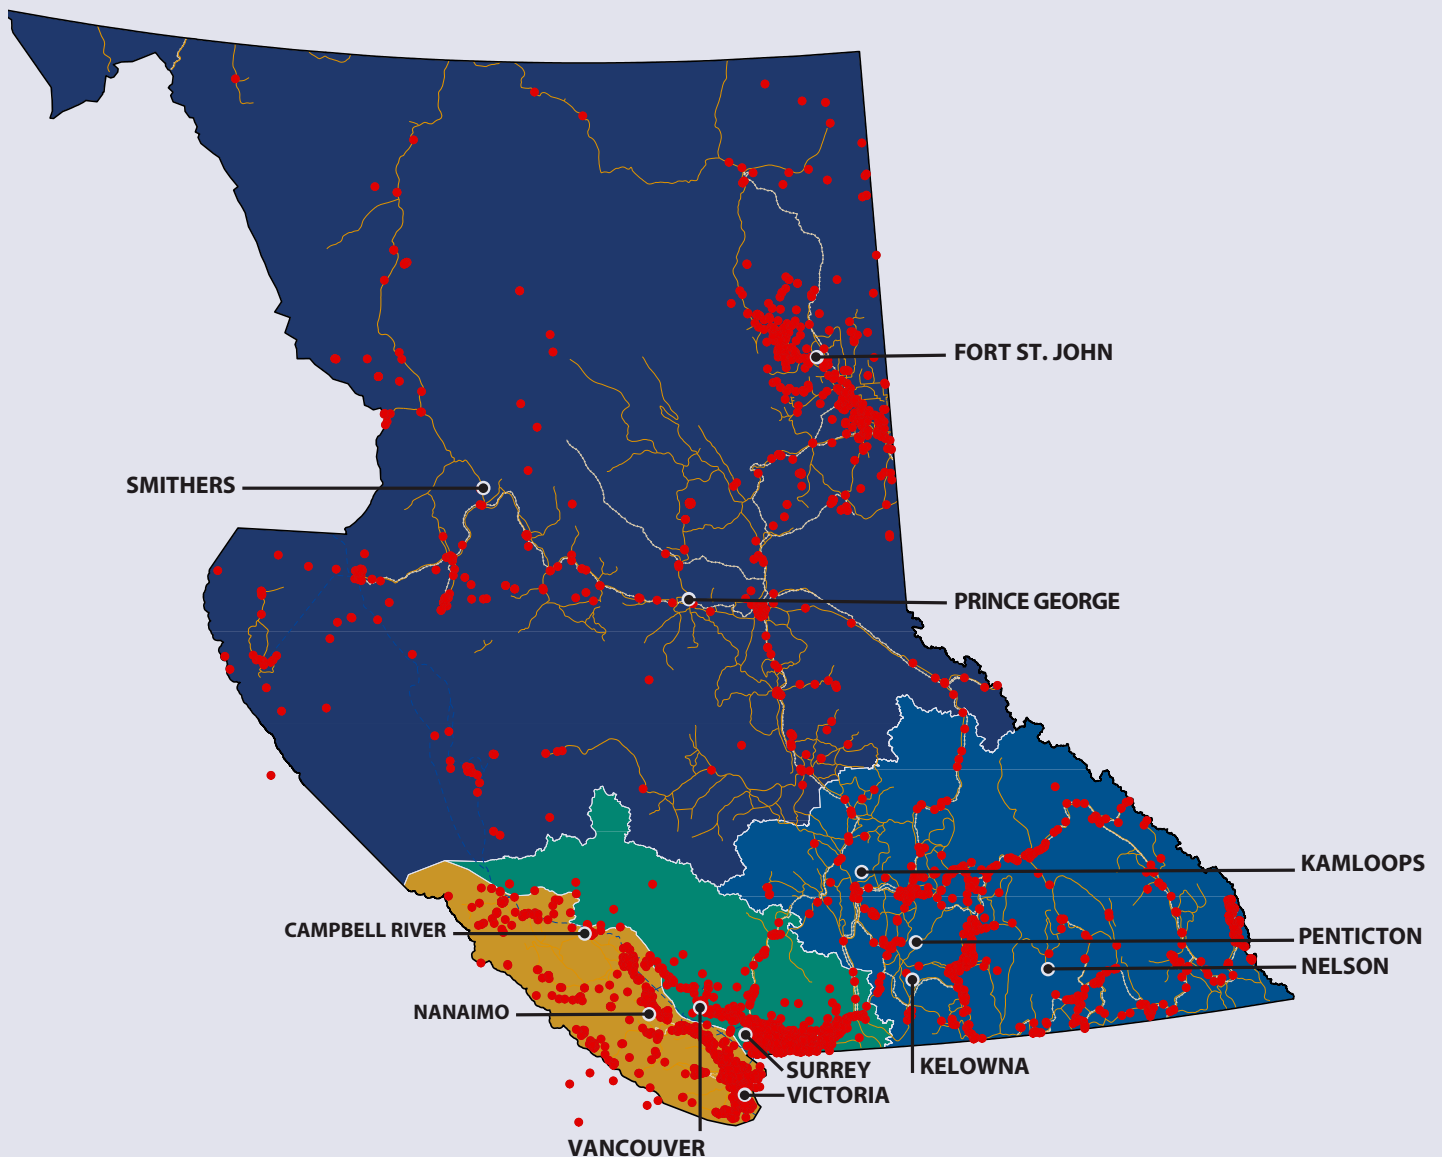 FORT ST. JOHN
SMITHERS
PRINCE GEORGE
KAMLOOPS
CAMPBELL RIVER
PENTICTON
NELSON
NANAIMO
SURREY
KELOWNA
VICTORIA
VANCOUVER